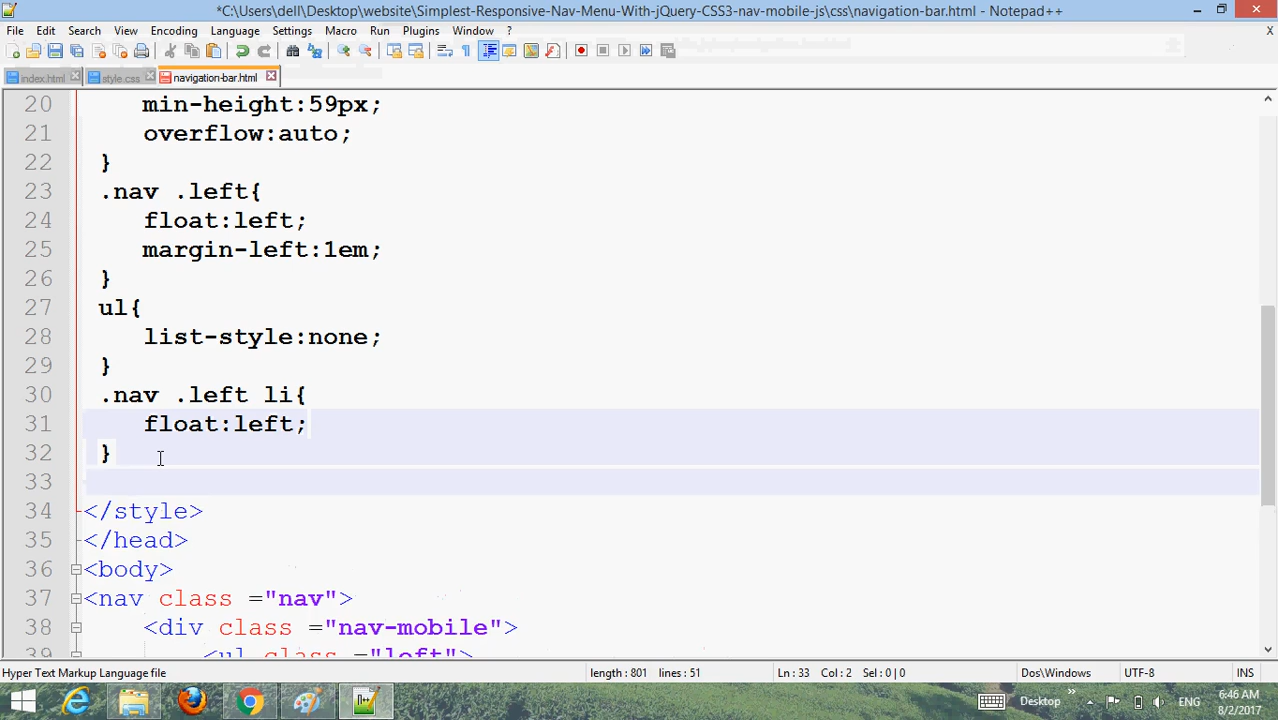 *C:\Users\dell\Desktop\website\Simplest-Responsive-Nav-Menu-With-jQuery-CSS3-nav-mobile-js\css\navigation-bar.html - Notepad++
File Edit Search View Encoding Language Settings Macro Run Plugins Window ? X
index.html style.css navigation-bar.html
20 min-height:59px;
21 overflow:auto;
22 }
23 .nav .left{
24 float:left;
25 margin-left:1em;
26 }
27 ul{
28 list-style:none;
29 }
30 .nav .left li{
31 float:left;
32 }
33
34 </style>
35 </head>
36 <body>
37 <nav class ="nav">
38 <div class ="nav-mobile">
39 <ul class ="left">
Hyper Text Markup Language file length : 801 lines : 51 Ln : 33 Col : 2 Sel : 0 | 0 Dos\Windows UTF-8 INS
Desktop ENG 6:46 AM
8/2/2017